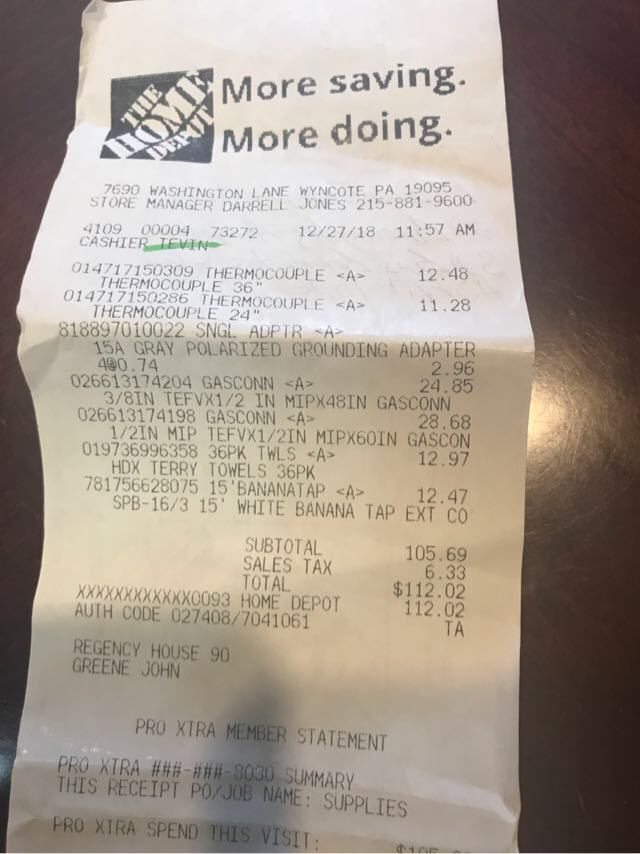 THE HOME DEPOT
More saving.
More doing.
7690 WASHINGTON LANE WYNCOTE PA 19095
STORE MANAGER DARRELL JONES 215-881-9600
4109 00004 73272 12/27/18 11:57 AM
CASHIER TEVIN
014717150309 THERMOCOUPLE <A> 12.48
THERMOCOUPLE 36"
014717150286 THERMOCOUPLE <A> 11.28
THERMOCOUPLE 24"
818897010022 SNGL ADPTR <A>
15A GRAY POLARIZED GROUNDING ADAPTER
4@0.74 2.96
026613174204 GASCONN <A> 24.85
3/8IN TEFVX1/2 IN MIPX48IN GASCONN
026613174198 GASCONN <A> 28.68
1/2IN MIP TEFVX1/2IN MIPX60IN GASCON
019736996358 36PK TWLS <A> 12.97
HDX TERRY TOWELS 36PK
781756628075 15'BANANATAP <A> 12.47
SPB-16/3 15' WHITE BANANA TAP EXT CO
SUBTOTAL 105.69
SALES TAX 6.33
TOTAL $112.02
XXXXXXXXXXXX0093 HOME DEPOT 112.02
AUTH CODE 027408/7041061 TA
REGENCY HOUSE 90
GREENE JOHN
PRO XTRA MEMBER STATEMENT
PRO XTRA ###-###-8030 SUMMARY
THIS RECEIPT PO/JOB NAME: SUPPLIES
PRO XTRA SPEND THIS VISIT: